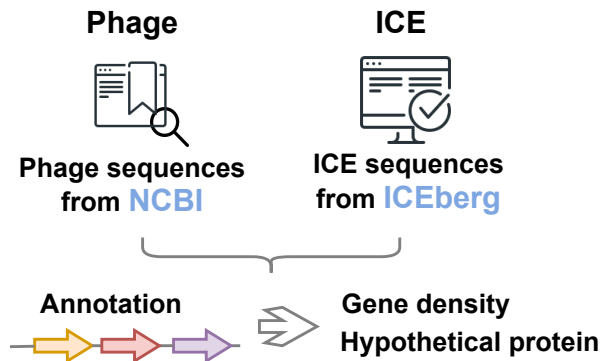 Phage
ICE
Phage sequences
from NCBI
ICE sequences
from ICEberg
Annotation
Gene density
Hypothetical protein